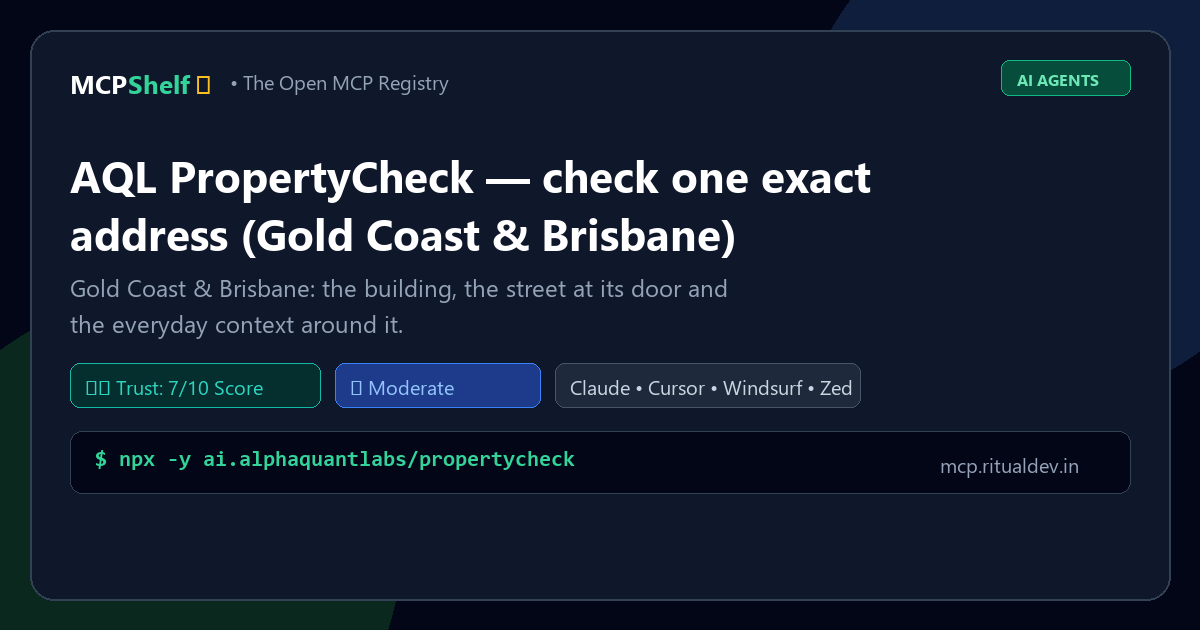 MCPShelf • The Open MCP Registry
AI AGENTS
AQL PropertyCheck — check one exact
address (Gold Coast & Brisbane)
Gold Coast & Brisbane: the building, the street at its door and
the everyday context around it.
Trust: 7/10 Score
Moderate
Claude • Cursor • Windsurf • Zed
$ npx -y ai.alphaquantlabs/propertycheck
mcp.ritualdev.in